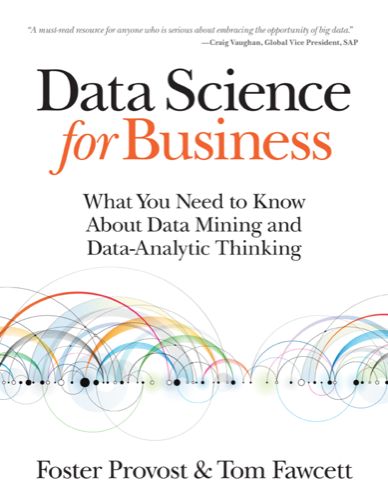 “A must-read resource for anyone who is serious about embracing the opportunity of big data.”
—Craig Vaughan, Global Vice President, SAP
Data Science
for Business
What You Need to Know
About Data Mining and
Data-Analytic Thinking
Foster Provost & Tom Fawcett